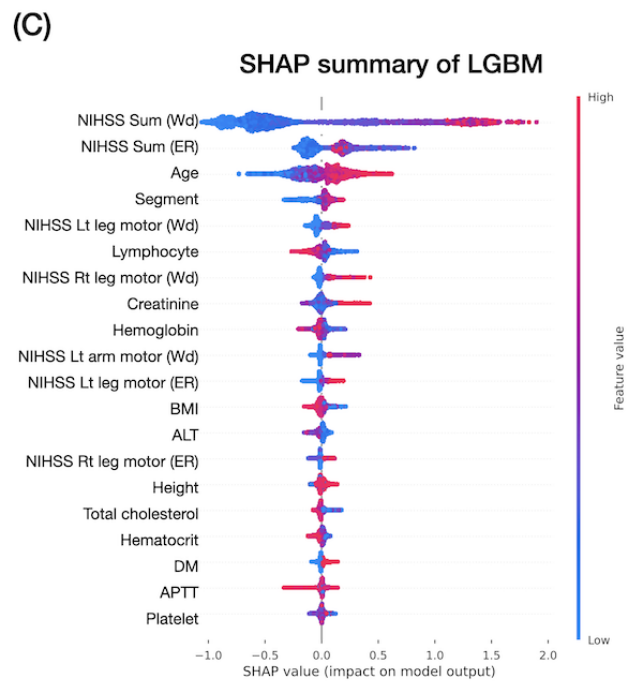 (C)
SHAP summary of LGBM
High
NIHSS Sum (Wd)
NIHSS Sum (ER)
Age
Segment
NIHSS Lt leg motor (Wd)
Lymphocyte
NIHSS Rt leg motor (Wd)
Creatinine
Hemoglobin
NIHSS Lt arm motor (Wd)
NIHSS Lt leg motor (ER)
BMI
ALT
NIHSS Rt leg motor (ER)
Height
Total cholesterol
Hematocrit
DM
APTT
Platelet
Feature value
Low
−1.0 −0.5 0.0 0.5 1.0 1.5 2.0
SHAP value (impact on model output)